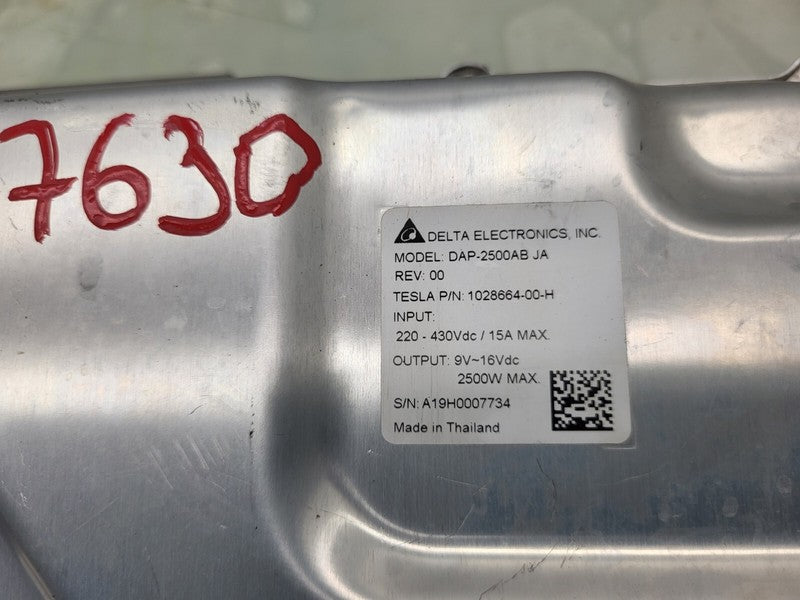 7630
DELTA ELECTRONICS, INC.
MODEL: DAP-2500AB JA
REV: 00
TESLA P/N: 1028664-00-H
INPUT:
220 - 430Vdc / 15A MAX.
OUTPUT: 9V~16Vdc
2500W MAX.
S/N: A19H0007734
Made in Thailand